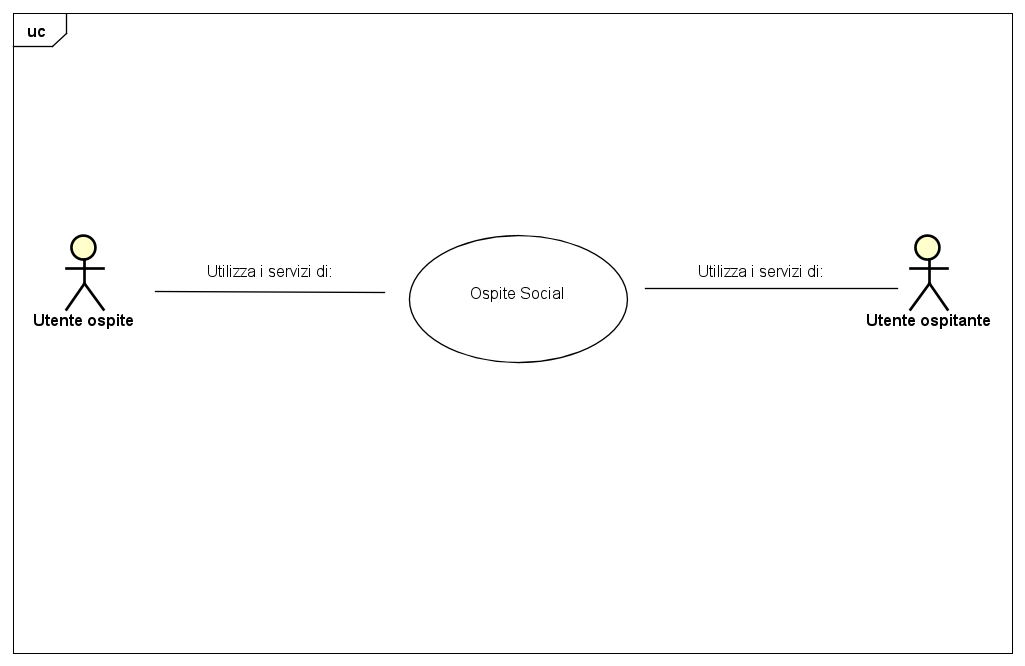 uc
Utilizza i servizi di:
Utilizza i servizi di:
Ospite Social
Utente ospite
Utente ospitante